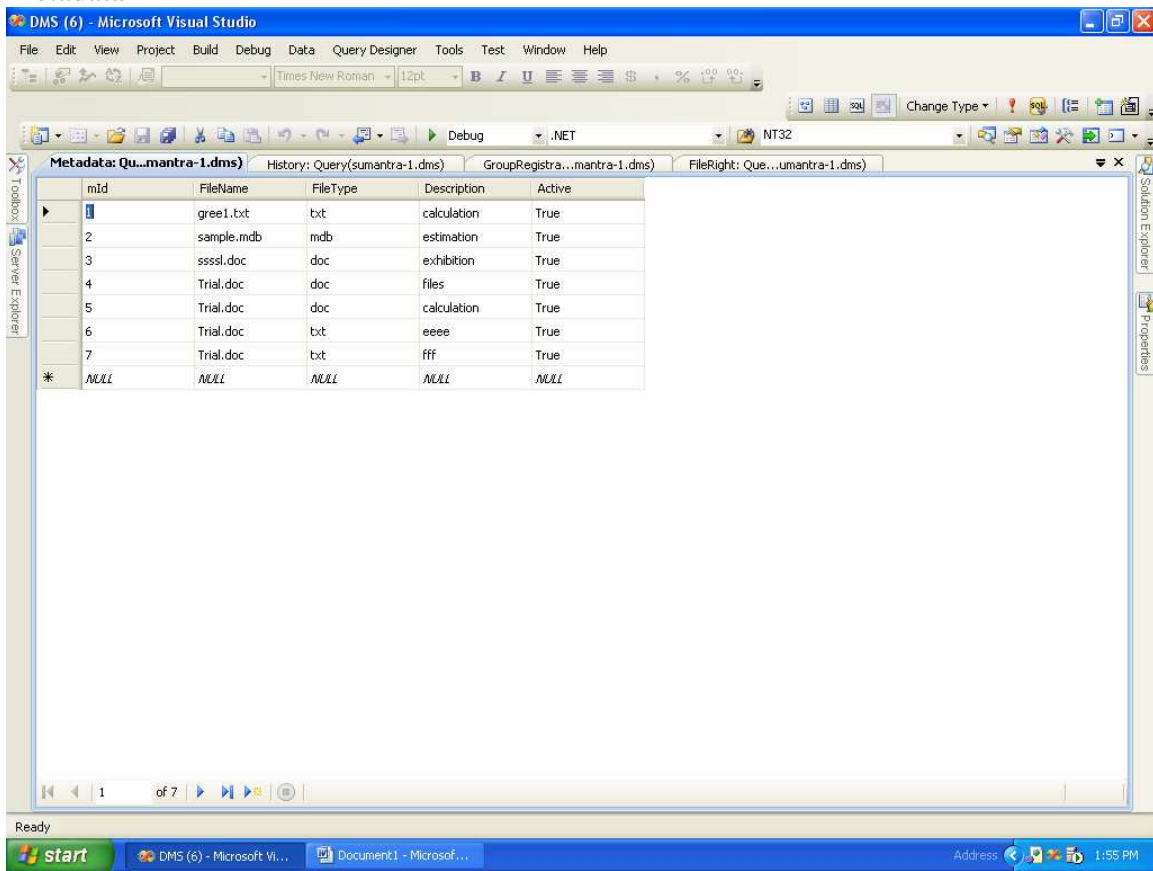 DMS (6) - Microsoft Visual Studio
File Edit View Project Build Debug Data Query Designer Tools Test Window Help
Times New Roman 12pt B I U $ , %
SQL Change Type
Debug .NET NT32
Metadata: Qu...mantra-1.dms) History: Query(sumantra-1.dms) GroupRegistra...mantra-1.dms) FileRight: Que...umantra-1.dms)
Toolbox
Server Explorer
Solution Explorer
Properties
mId FileName FileType Description Active
1 gree1.txt txt calculation True
2 sample.mdb mdb estimation True
3 ssssl.doc doc exhibition True
4 Trial.doc doc files True
5 Trial.doc doc calculation True
6 Trial.doc txt eeee True
7 Trial.doc txt fff True
NULL NULL NULL NULL NULL
1 of 7
Ready
start DMS (6) - Microsoft Vi... Document1 - Microsof... Address 1:55 PM